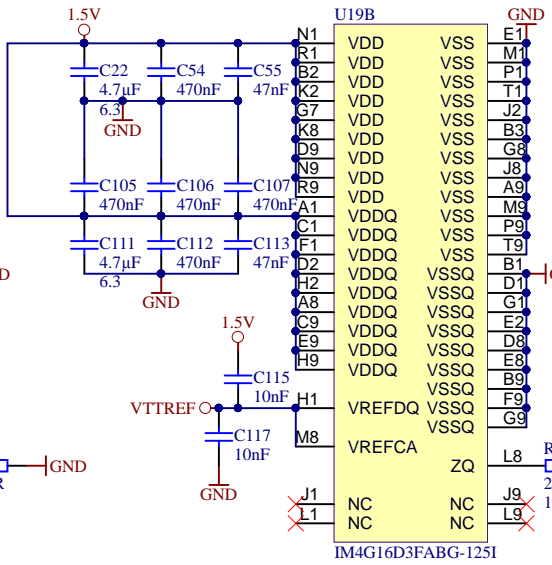 1.5V
U19B
GND
N1 VDD VSS E1
R1 VDD VSS M1
B2 VDD VSS P1
K2 VDD VSS T1
G7 VDD VSS J2
K8 VDD VSS B3
D9 VDD VSS G8
N9 VDD VSS J8
R9 VDD VSS A9
A1 VDDQ VSS M9
C1 VDDQ VSS P9
F1 VDDQ VSS T9
D2 VDDQ VSSQ B1
H2 VDDQ VSSQ D1
A8 VDDQ VSSQ G1
C9 VDDQ VSSQ E2
E9 VDDQ VSSQ D8
H9 VDDQ VSSQ E8
VSSQ B9
H1 VREFDQ VSSQ F9
VSSQ G9
M8 VREFCA
ZQ L8
J1 NC NC J9
L1 NC NC L9
IM4G16D3FABG-125I
C22 C54 C55
4.7µF 470nF 47nF
6.3
GND
C105 C106 C107
470nF 470nF 470nF
C111 C112 C113
4.7µF 470nF 47nF
6.3
GND
1.5V
C115
10nF
VTTREF
C117
10nF
GND
GND
D
R
R
2
1